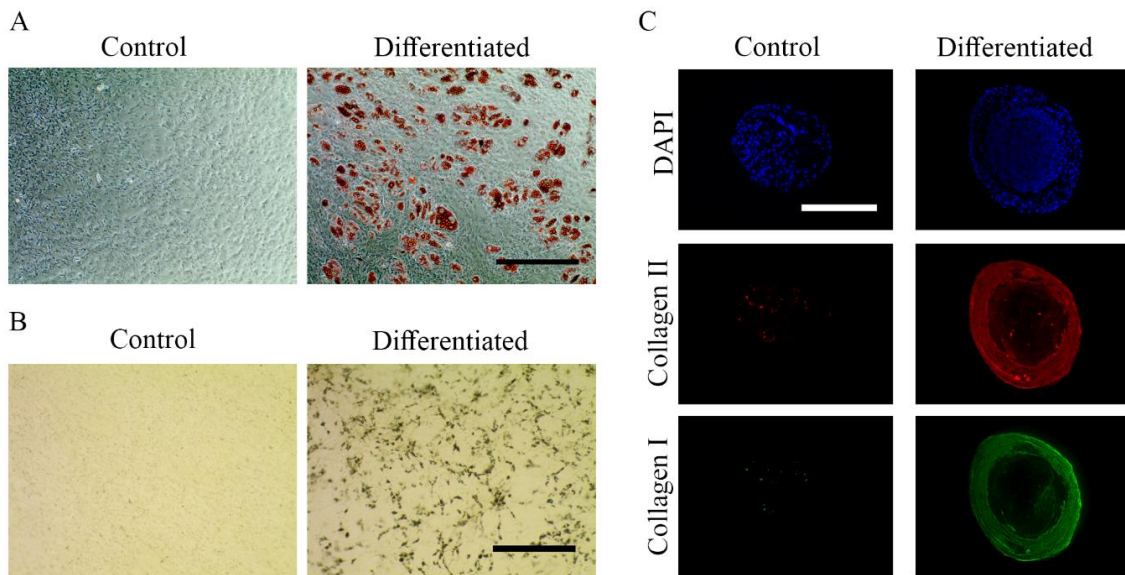 A
Control Differentiated
B
Control Differentiated
C
Control Differentiated
DAPI
Collagen II
Collagen I